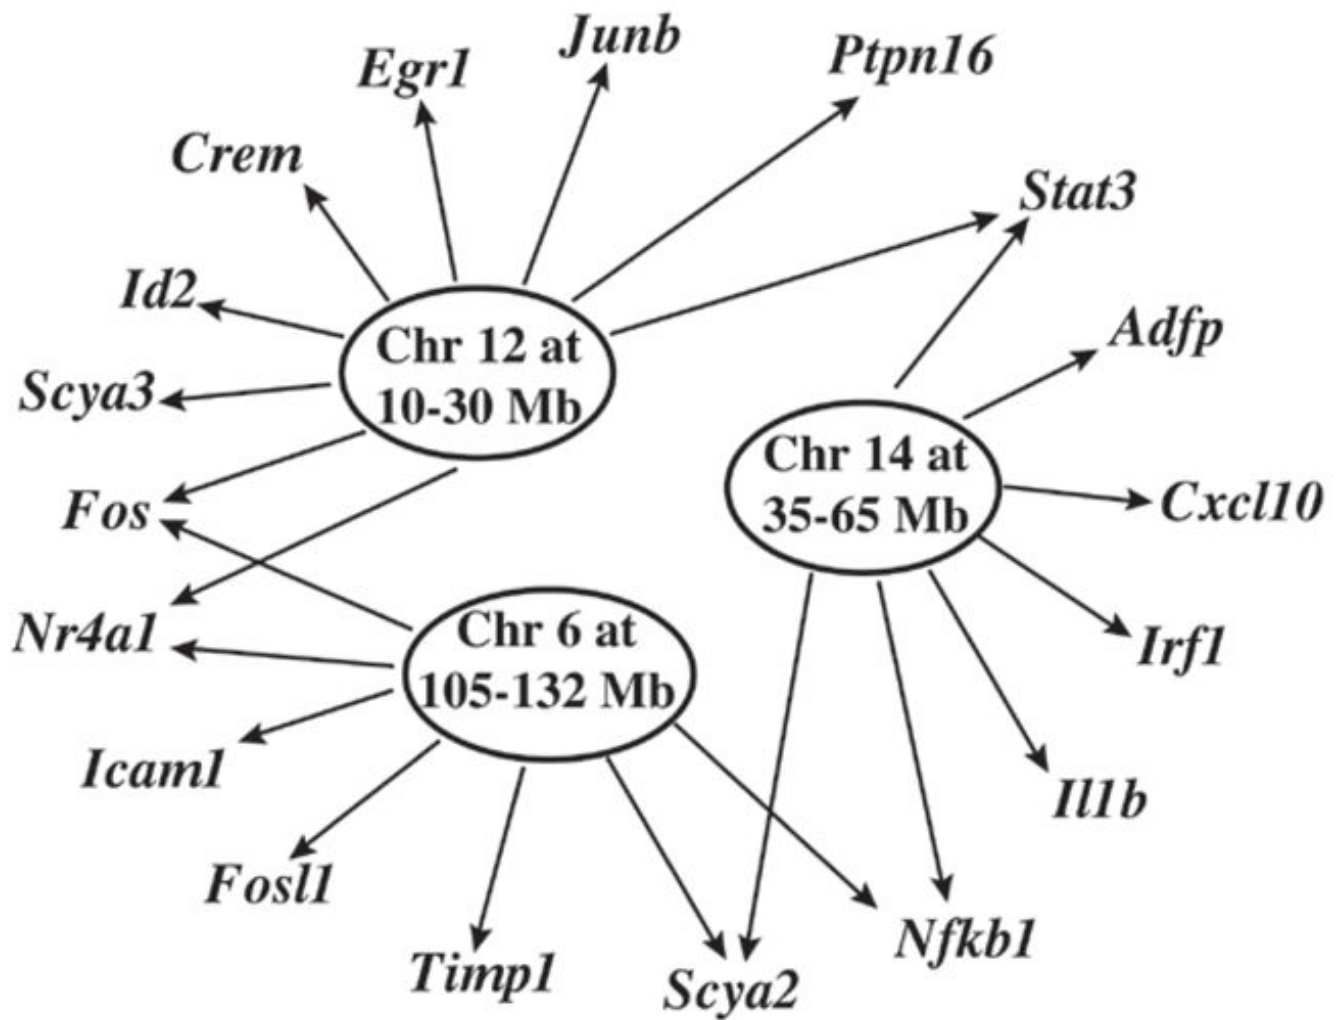 Junb
Ptpn16
Egr1
Crem
Stat3
Id2
Adfp
Chr 12 at
10-30 Mb
Scya3
Chr 14 at
35-65 Mb
Fos
Cxcl10
Nr4a1
Chr 6 at
105-132 Mb
Irf1
Icam1
Il1b
Fosl1
Nfkb1
Timp1
Scya2